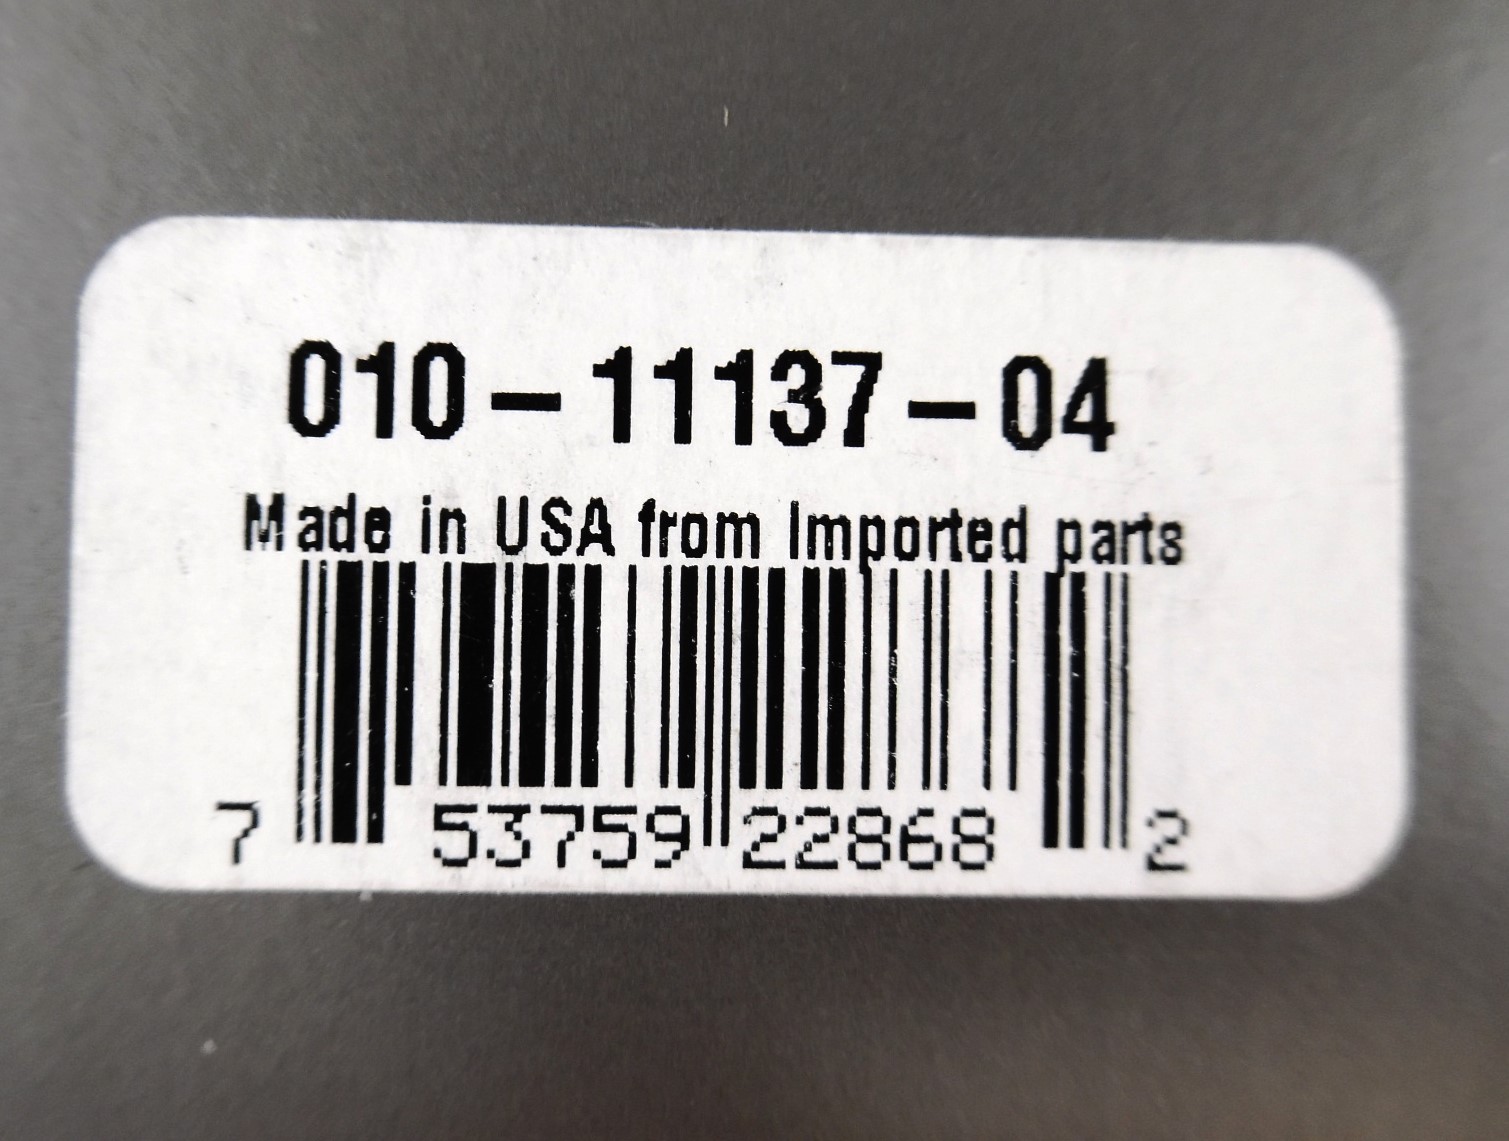 010-11137-04
Made in USA from Imported parts
7 53759 22868 2